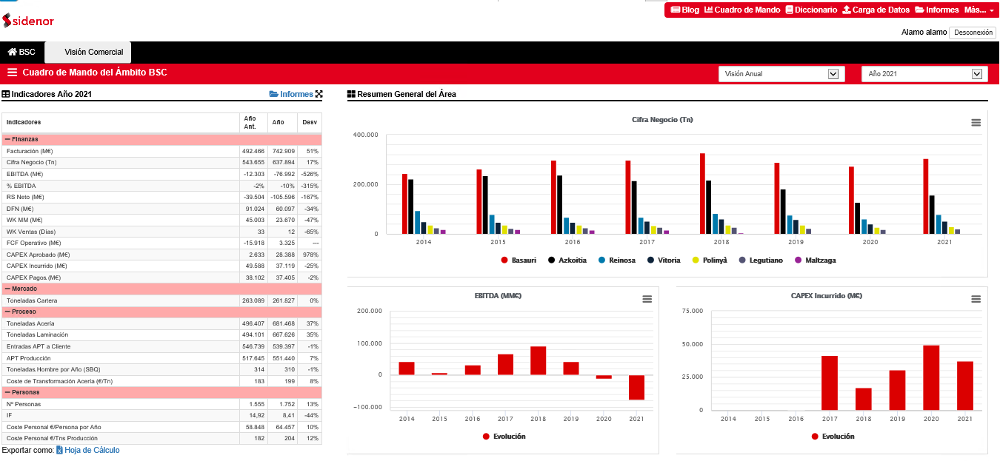 Blog Cuadro de Mando Diccionario Carga de Datos Informes Más...
sidenor
Alamo alamo Desconexión
BSC Visión Comercial
Cuadro de Mando del Ámbito BSC
Visión Anual Año 2021
Indicadores Año 2021 Informes
Indicadores Año Ant. Año Desv
Finanzas
Facturación (M€) 492.466 742.909 51%
Cifra Negocio (Tn) 543.655 637.894 17%
EBITDA (M€) -12.303 -76.992 -526%
% EBITDA -2% -10% -315%
RS Neto (M€) -39.504 -105.596 -167%
DFN (M€) 91.024 60.097 -34%
WK MM (M€) 45.003 23.670 -47%
WK Ventas (Días) 33 12 -65%
FCF Operativo (M€) -15.918 3.325 ---
CAPEX Aprobado (M€) 2.633 28.388 978%
CAPEX Incurrido (M€) 49.588 37.119 -25%
CAPEX Pagos (M€) 38.102 37.405 -2%
Mercado
Toneladas Cartera 263.089 261.827 0%
Proceso
Toneladas Acería 496.407 681.468 37%
Toneladas Laminación 494.101 667.626 35%
Entradas APT a Cliente 546.739 539.397 -1%
APT Producción 517.645 551.440 7%
Toneladas Hombre por Año (SBQ) 314 310 -1%
Coste de Transformación Acería (€/Tn) 183 199 8%
Personas
Nº Personas 1.555 1.752 13%
IF 14,92 8,41 -44%
Coste Personal €/Persona por Año 58.848 64.457 10%
Coste Personal €/Tns Producción 182 204 12%
Exportar como: Hoja de Cálculo
Resumen General del Área
Cifra Negocio (Tn)
400.000
200.000
0
2014 2015 2016 2017 2018 2019 2020 2021
Basauri Azkoitia Reinosa Vitoria Polinyà Legutiano Maltzaga
EBITDA (MM€)
200.000
100.000
0
-100.000
2014 2015 2016 2017 2018 2019 2020 2021
Evolución
CAPEX Incurrido (M€)
75.000
50.000
25.000
0
2014 2015 2016 2017 2018 2019 2020 2021
Evolución